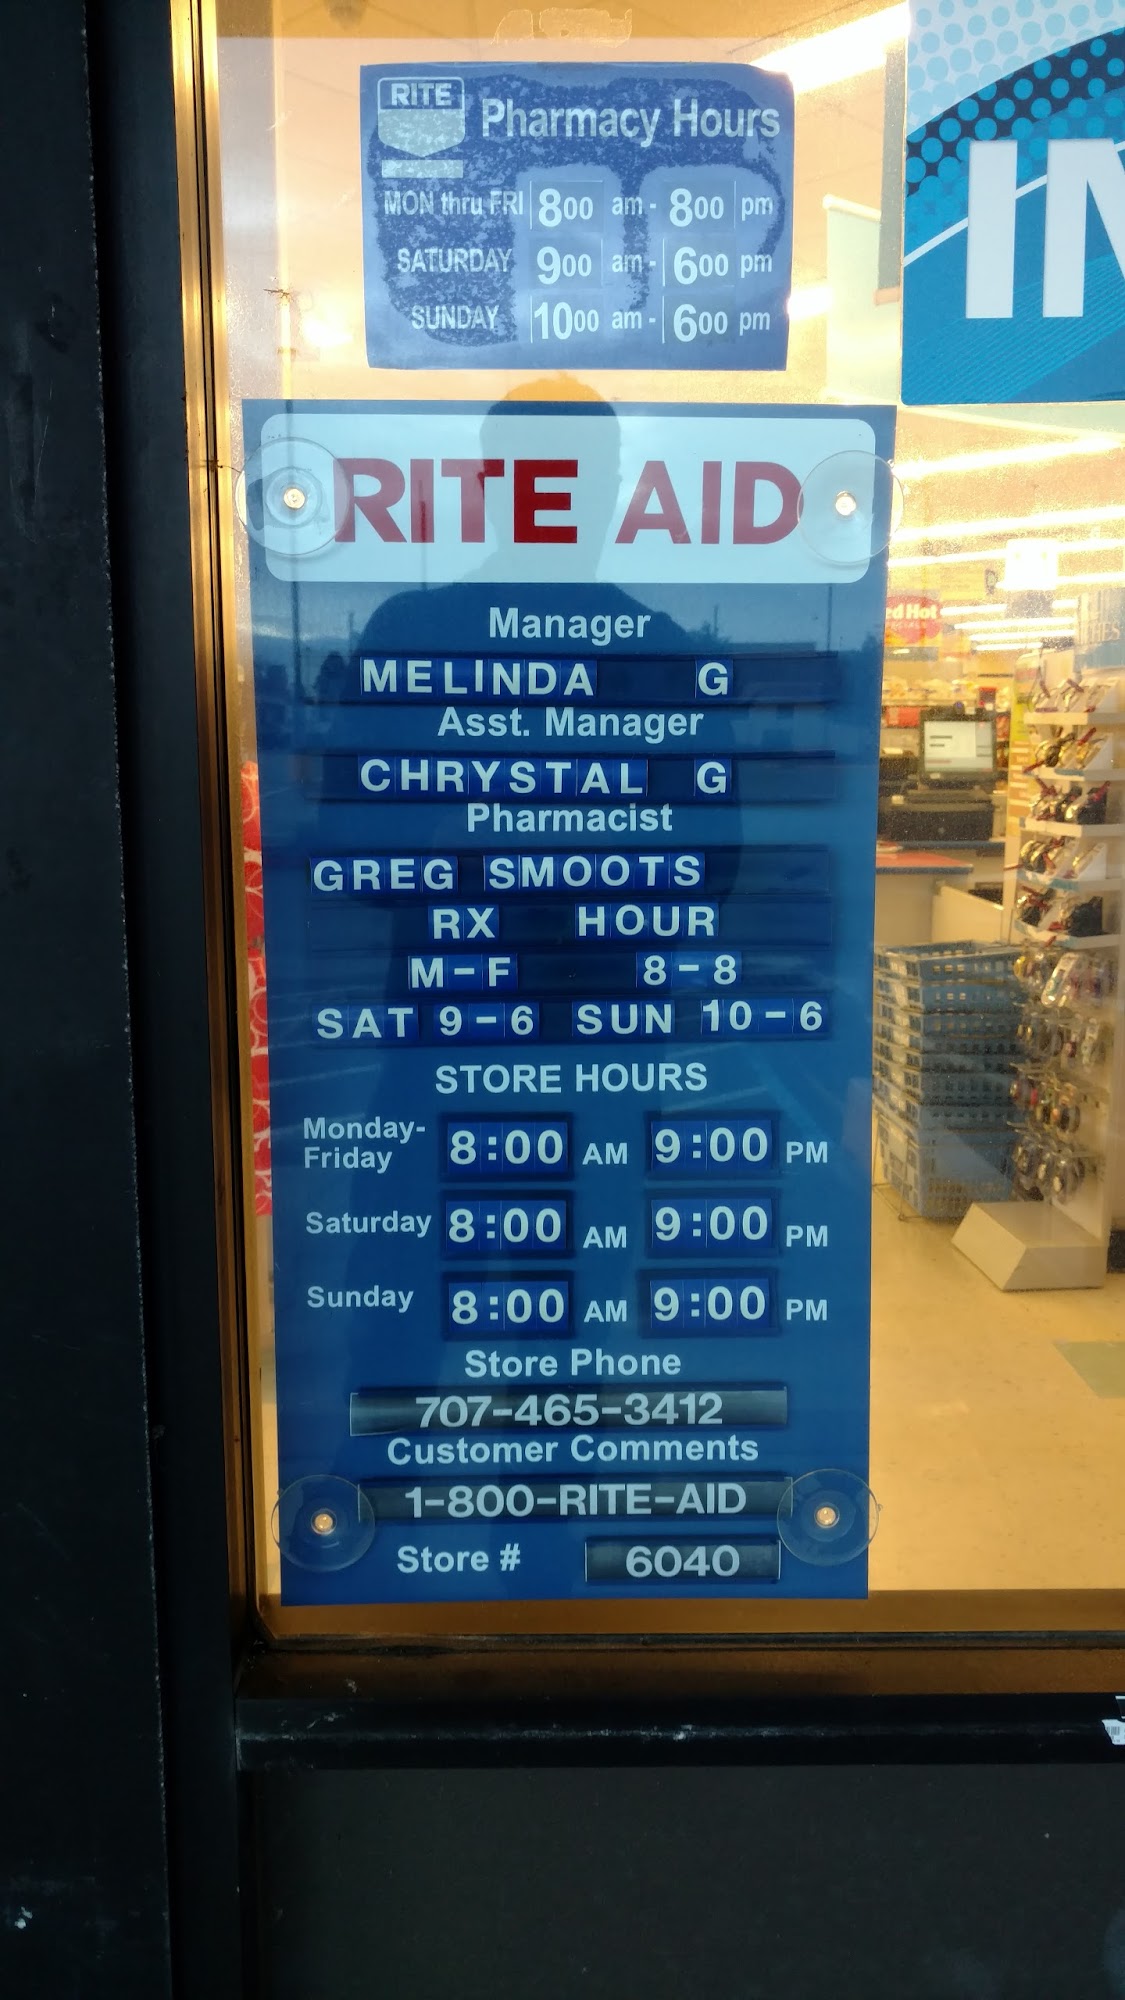 RITE
Pharmacy Hours
MON thru FRI 800 am - 800 pm
SATURDAY 900 am - 600 pm
SUNDAY 1000 am - 600 pm
RITE AID
Manager
MELINDA G
Asst. Manager
CHRYSTAL G
Pharmacist
GREG SMOOTS
RX HOUR
M-F 8-8
SAT 9-6 SUN 10-6
STORE HOURS
Monday-
Friday 8:00 AM 9:00 PM
Saturday 8:00 AM 9:00 PM
Sunday 8:00 AM 9:00 PM
Store Phone
707-465-3412
Customer Comments
1-800-RITE-AID
Store # 6040
Hot